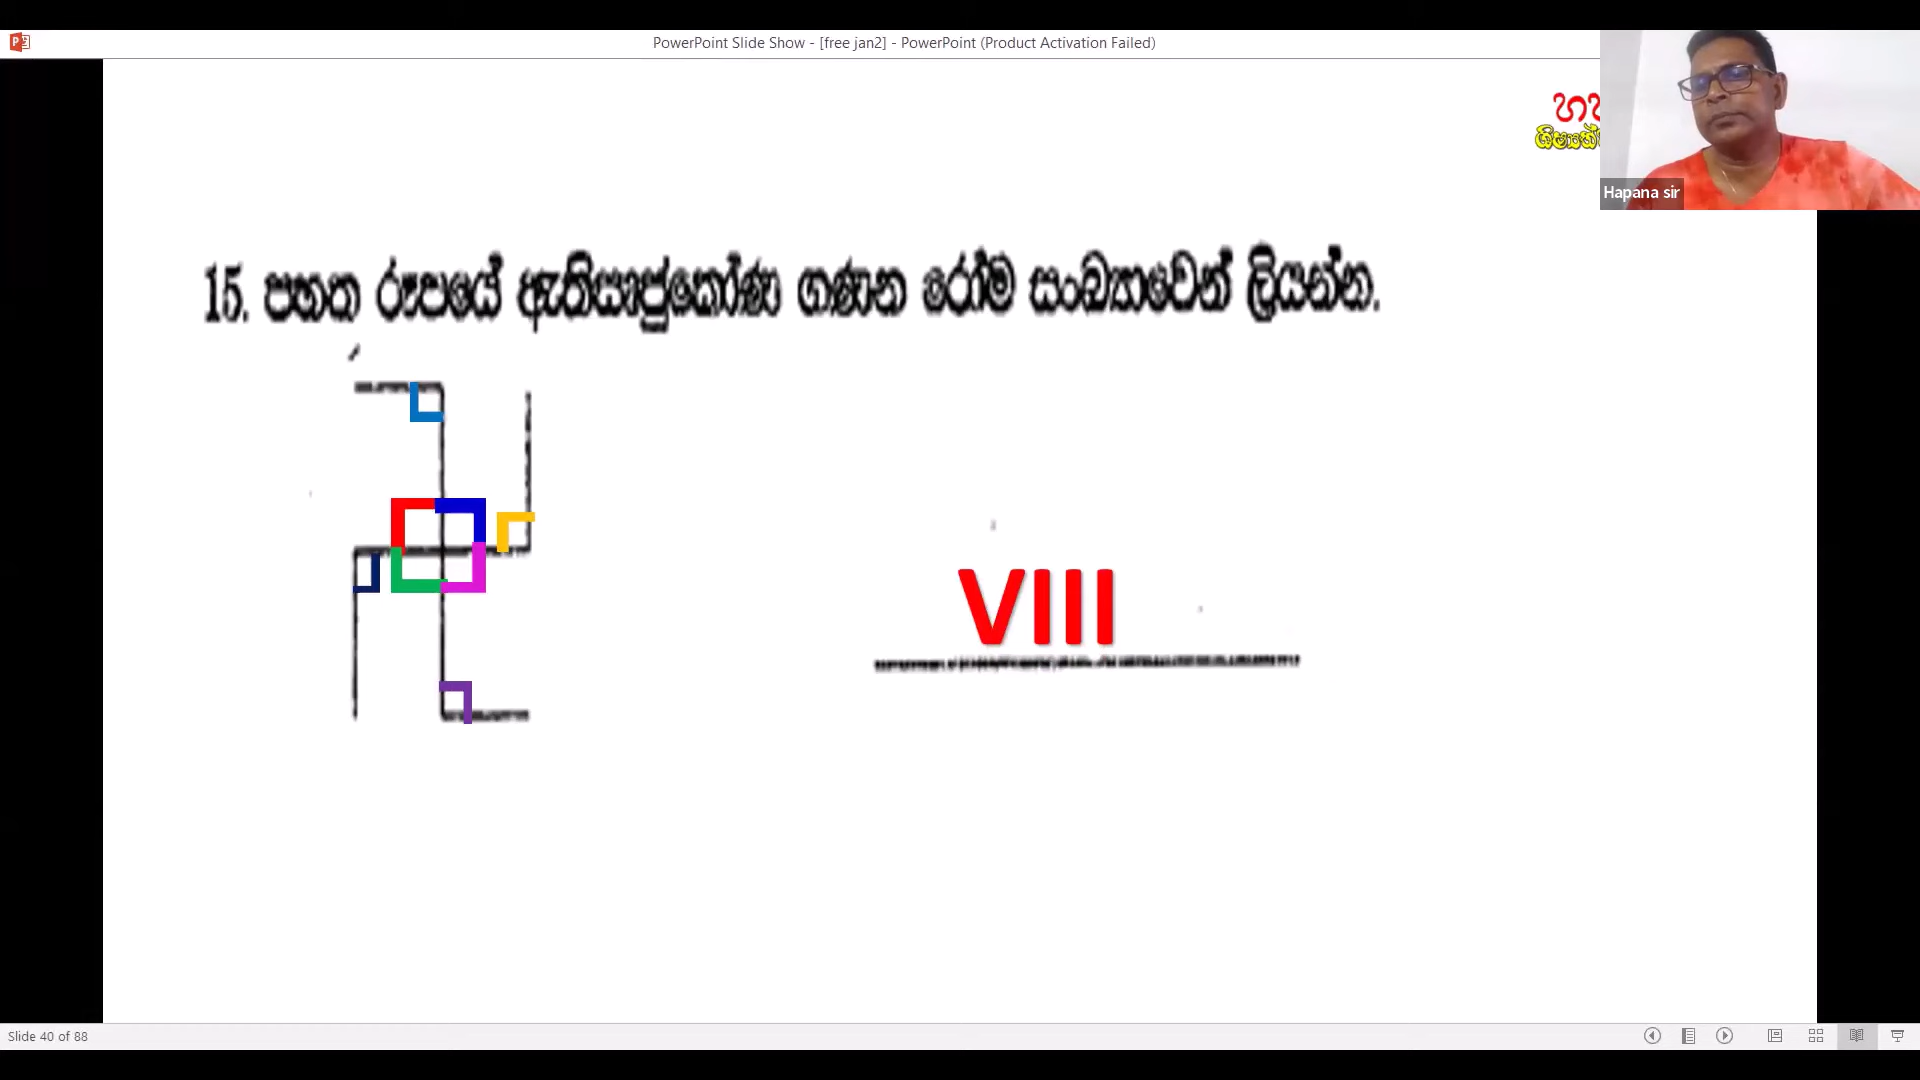 PowerPoint Slide Show - [free jan2] - PowerPoint (Product Activation Failed)
Hapana sir
15. පහත රූපයේ ඇතිඍජුකෝණ ගණන රෝම සංඛ්‍යාවෙන් ලියන්න.
VIII
Slide 40 of 88